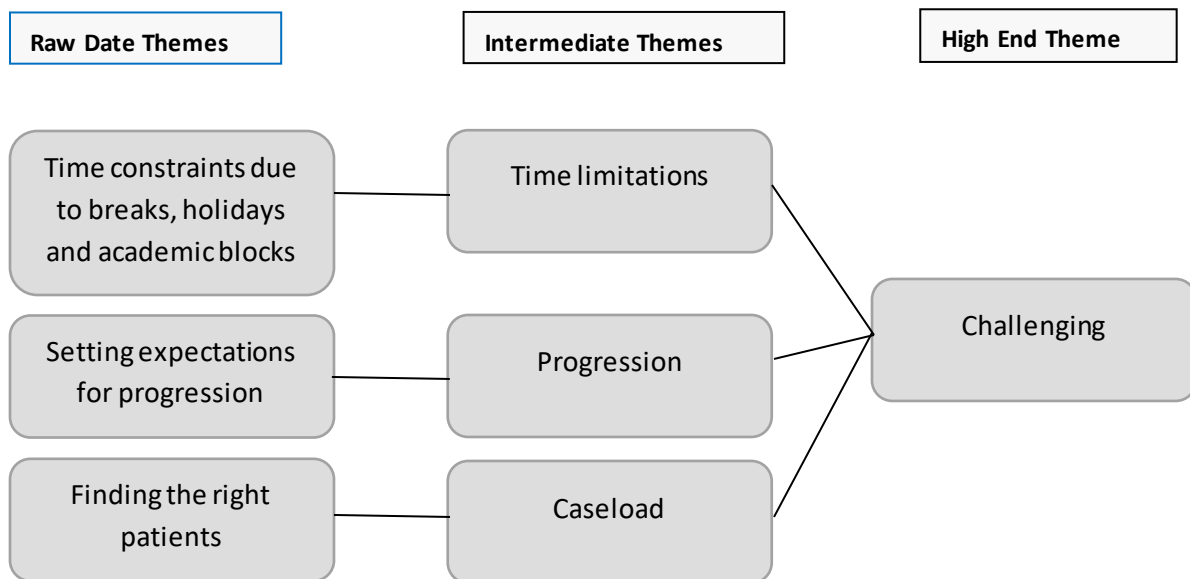 Raw Date Themes
Intermediate Themes
High End Theme
Time constraints due
to breaks, holidays
and academic blocks
Time limitations
Challenging
Setting expectations
for progression
Progression
Finding the right
patients
Caseload